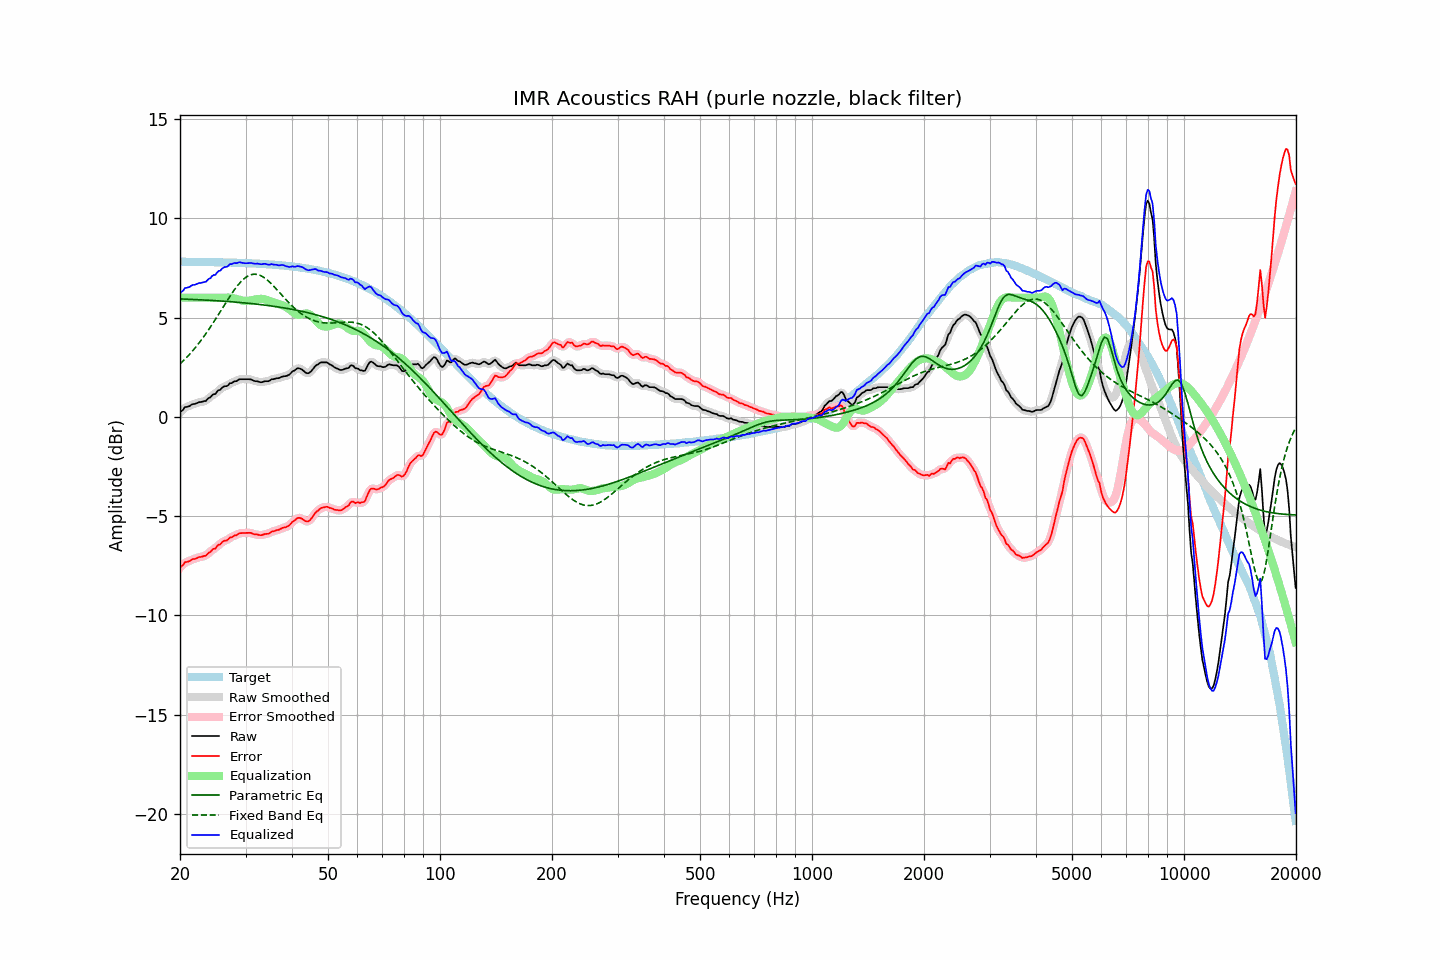 IMR Acoustics RAH (purle nozzle, black filter)
15
10
5
0
−5
−10
−15
−20
Amplitude (dBr)
Target
Raw Smoothed
Error Smoothed
Raw
Error
Equalization
Parametric Eq
Fixed Band Eq
Equalized
20 50 100 200 500 1000 2000 5000 10000 20000
Frequency (Hz)